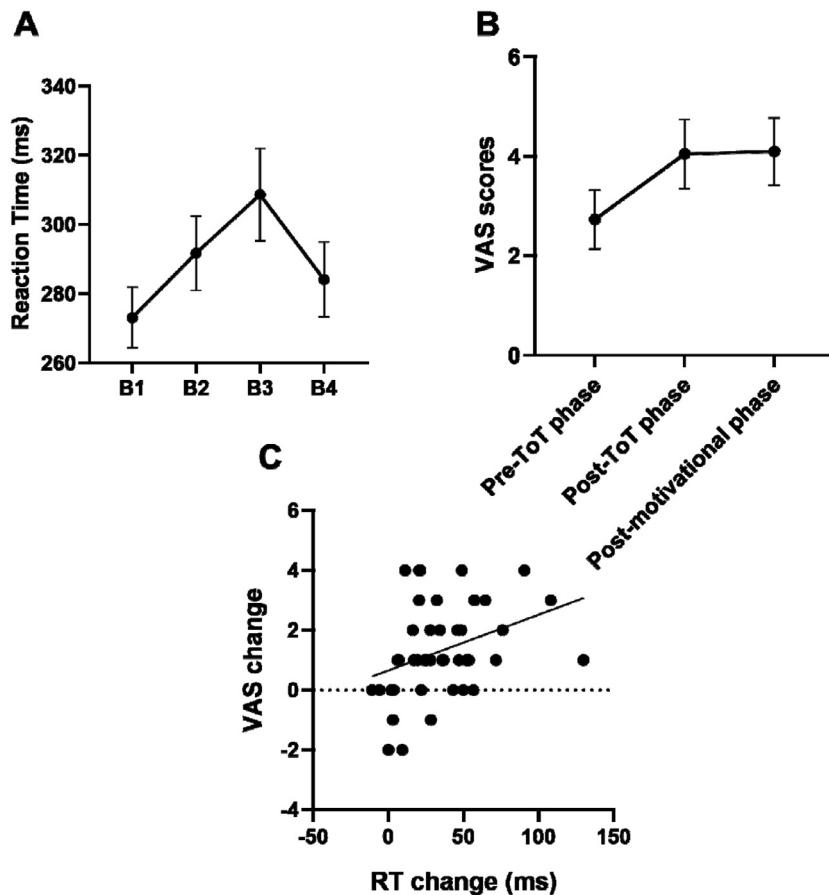 A
Reaction Time (ms)
340
320
300
280
260
B1 B2 B3 B4
B
VAS scores
6
4
2
0
Pre-ToT phase
Post-ToT phase
Post-motivational phase
C
VAS change
6
4
2
0
-2
-4
-50 0 50 100 150
RT change (ms)